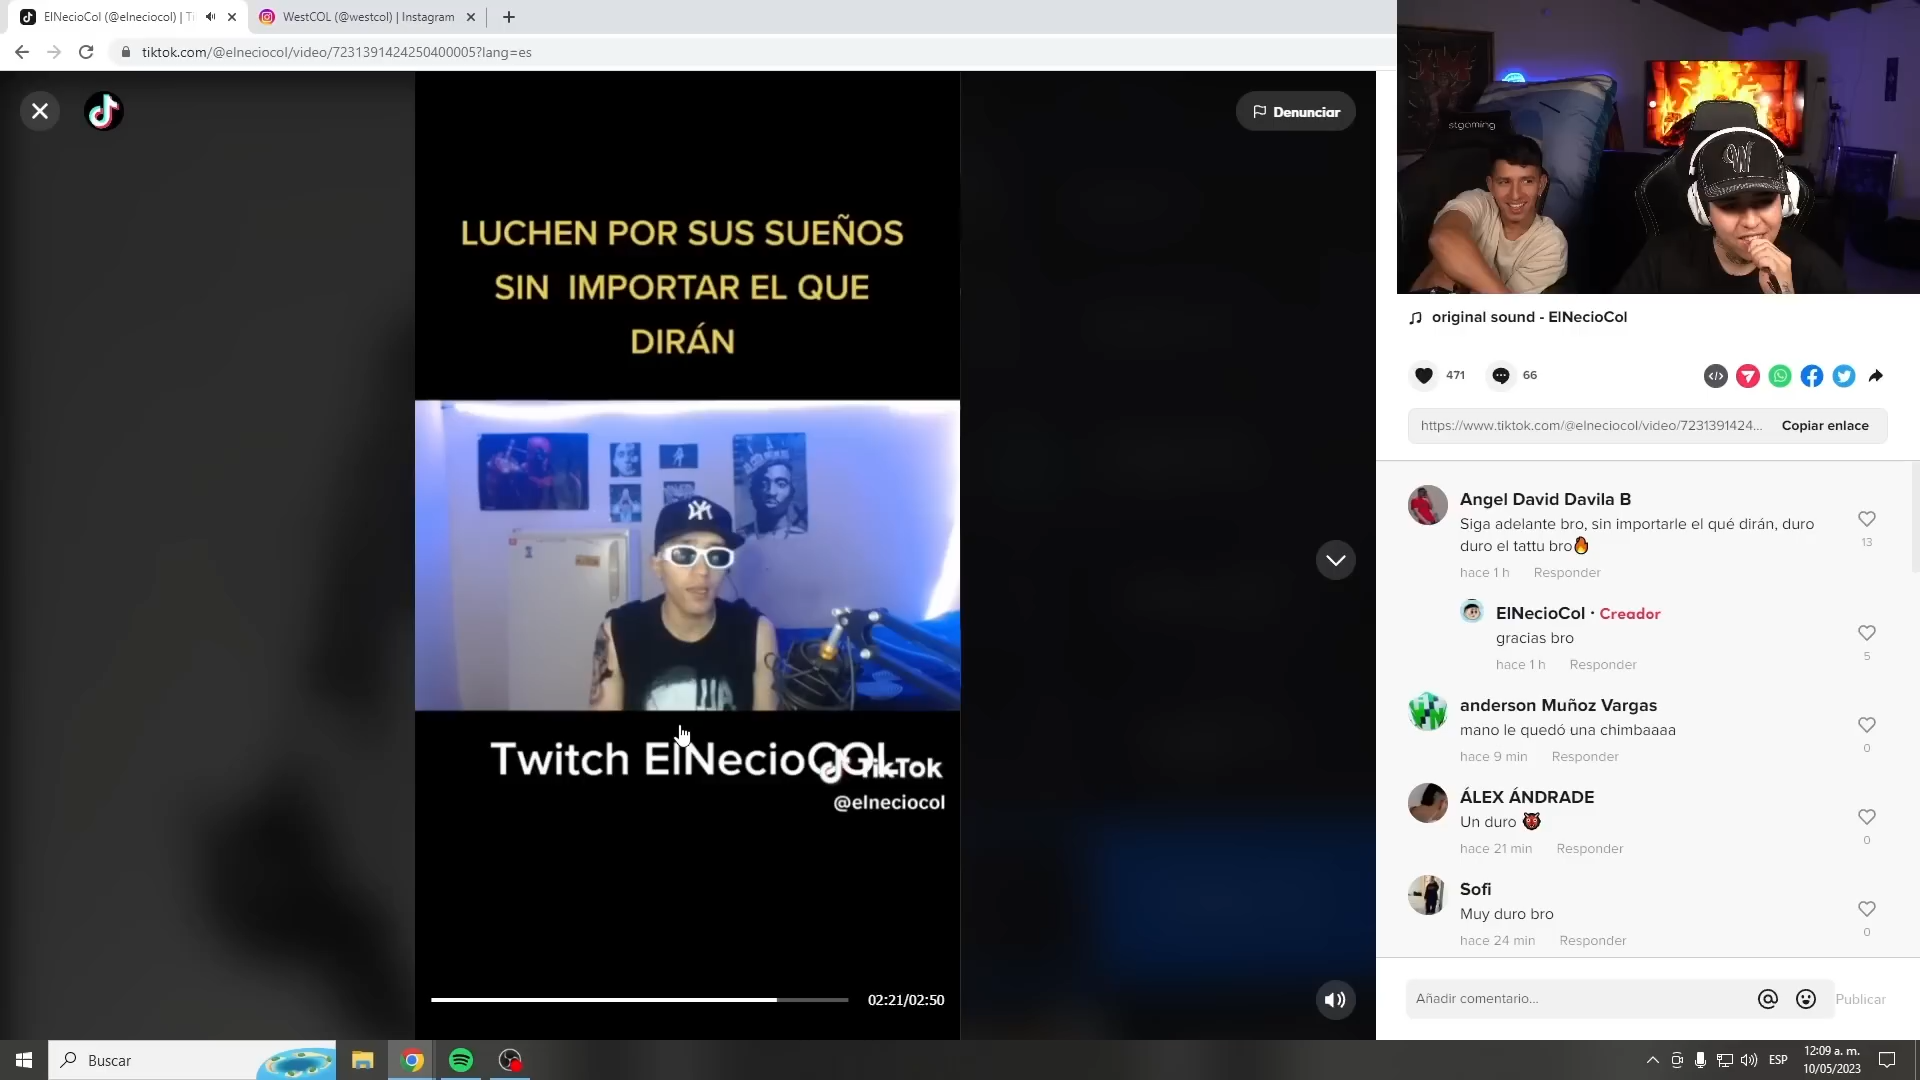 ElNecioCol (@elneciocol) | Ti
WestCOL (@westcol) | Instagram
tiktok.com/@elneciocol/video/7231391424250400005?lang=es
Denunciar
LUCHEN POR SUS SUEÑOS
SIN IMPORTAR EL QUE
DIRÁN
Twitch ElNecioCOL
TikTok
@elneciocol
02:21/02:50
stgaming
original sound - ElNecioCol
471
66
https://www.tiktok.com/@elneciocol/video/7231391424...
Copiar enlace
Angel David Davila B
Siga adelante bro, sin importarle el qué dirán, duro
duro el tattu bro🔥
13
hace 1 h Responder
ElNecioCol · Creador
gracias bro
5
hace 1 h Responder
anderson Muñoz Vargas
mano le quedó una chimbaaaa
0
hace 9 min Responder
ÁLEX ÁNDRADE
Un duro 👹
0
hace 21 min Responder
Sofi
Muy duro bro
0
hace 24 min Responder
Añadir comentario...
Publicar
Buscar
ESP
12:09 a. m.
10/05/2023